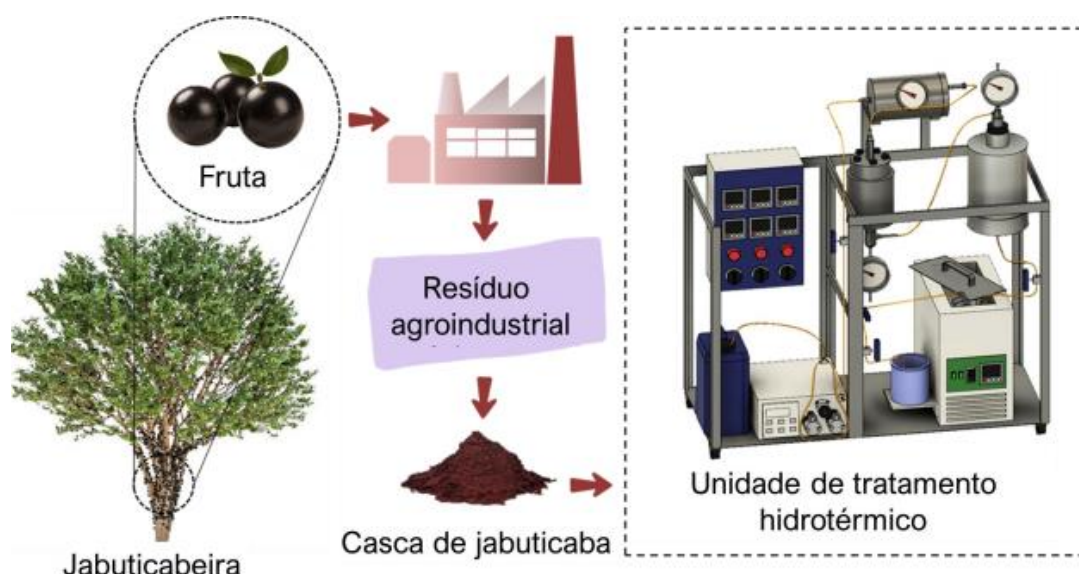 Fruta
Resíduo
agroindustrial
Casca de jabuticaba
Jabuticabeira
Unidade de tratamento
hidrotérmico